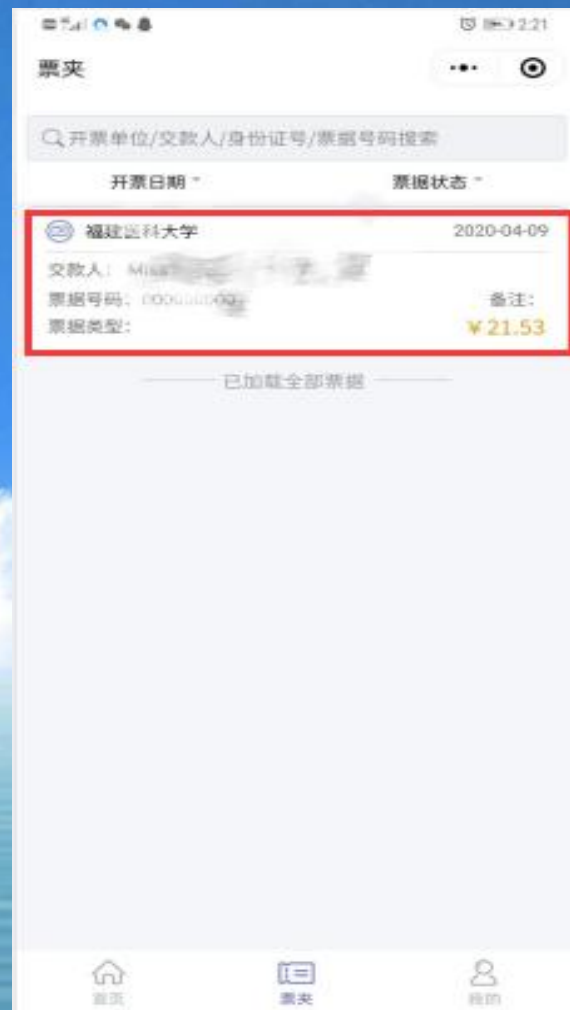 2:21
票夹
开票单位/交款人/身份证号/票据号码搜索
开票日期 票据状态
福建医科大学 2020-04-09
交款人:
票据号码: 备注:
票据类型: ¥21.53
已加载全部票据
首页 票夹 我的